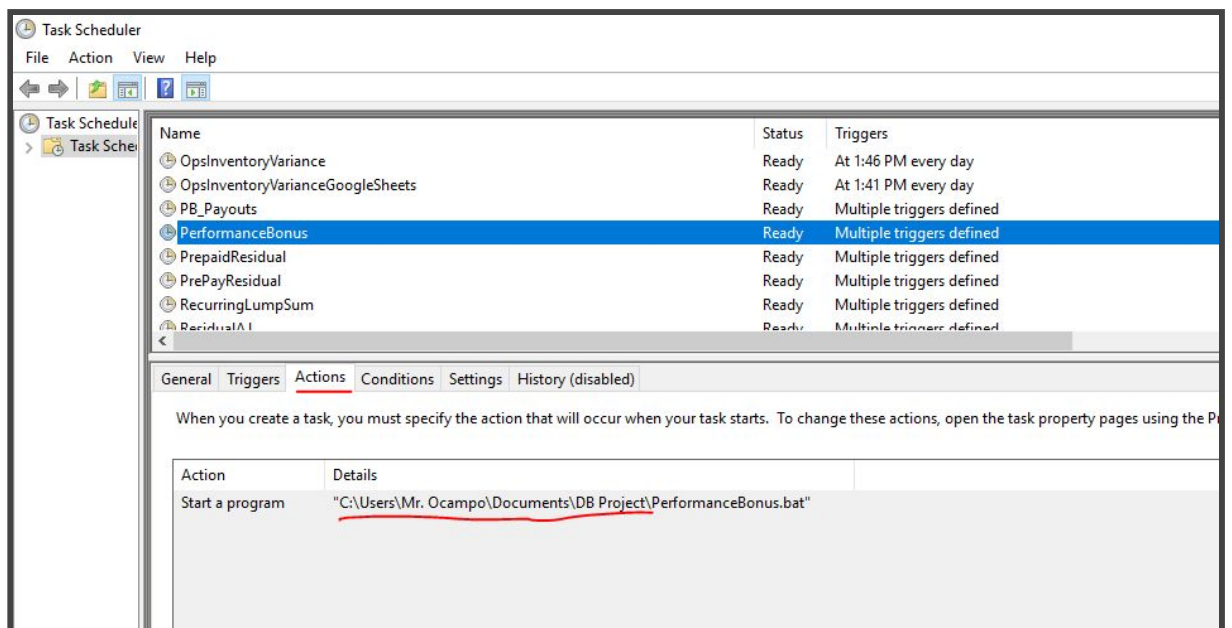 Task Scheduler
File Action View Help
Task Schedule
Task Sche
Name Status Triggers
OpsInventoryVariance Ready At 1:46 PM every day
OpsInventoryVarianceGoogleSheets Ready At 1:41 PM every day
PB_Payouts Ready Multiple triggers defined
PerformanceBonus Ready Multiple triggers defined
PrepaidResidual Ready Multiple triggers defined
PrePayResidual Ready Multiple triggers defined
RecurringLumpSum Ready Multiple triggers defined
Ready Multiple triggers defined
General Triggers Actions Conditions Settings History (disabled)
When you create a task, you must specify the action that will occur when your task starts. To change these actions, open the task property pages using the P
Action Details
Start a program "C:\Users\Mr. Ocampo\Documents\DB Project\PerformanceBonus.bat"